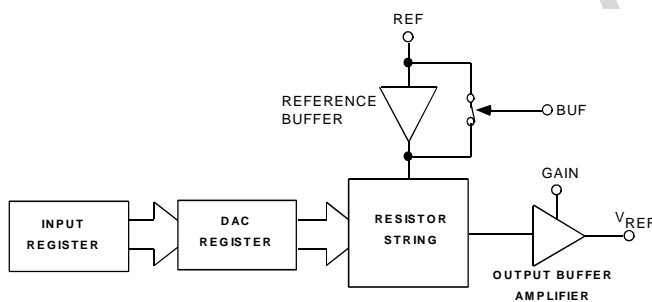 REF
REFERENCE
BUFFER
BUF
GAIN
INPUT
REGISTER
DAC
REGISTER
RESISTOR
STRING
VREF
OUTPUT BUFFER
AMPLIFIER